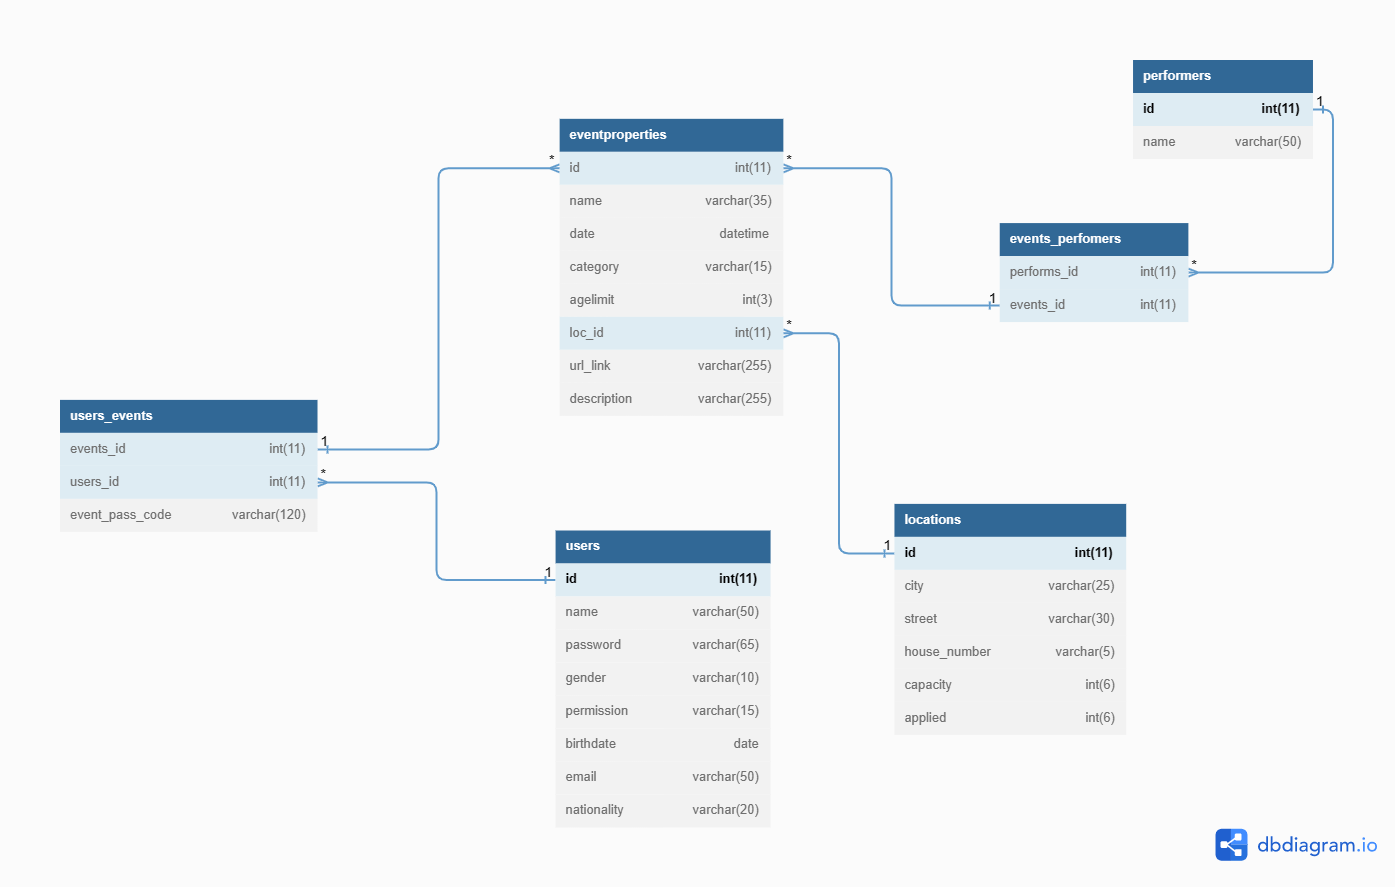 performers
id int(11)
name varchar(50)
1
eventproperties
id int(11)
name varchar(35)
date datetime
category varchar(15)
agelimit int(3)
loc_id int(11)
url_link varchar(255)
description varchar(255)
*
*
*
events_perfomers
performs_id int(11)
events_id int(11)
*
1
users_events
events_id int(11)
users_id int(11)
event_pass_code varchar(120)
1
*
users
id int(11)
name varchar(50)
password varchar(65)
gender varchar(10)
permission varchar(15)
birthdate date
email varchar(50)
nationality varchar(20)
1
locations
id int(11)
city varchar(25)
street varchar(30)
house_number varchar(5)
capacity int(6)
applied int(6)
1
dbdiagram.io